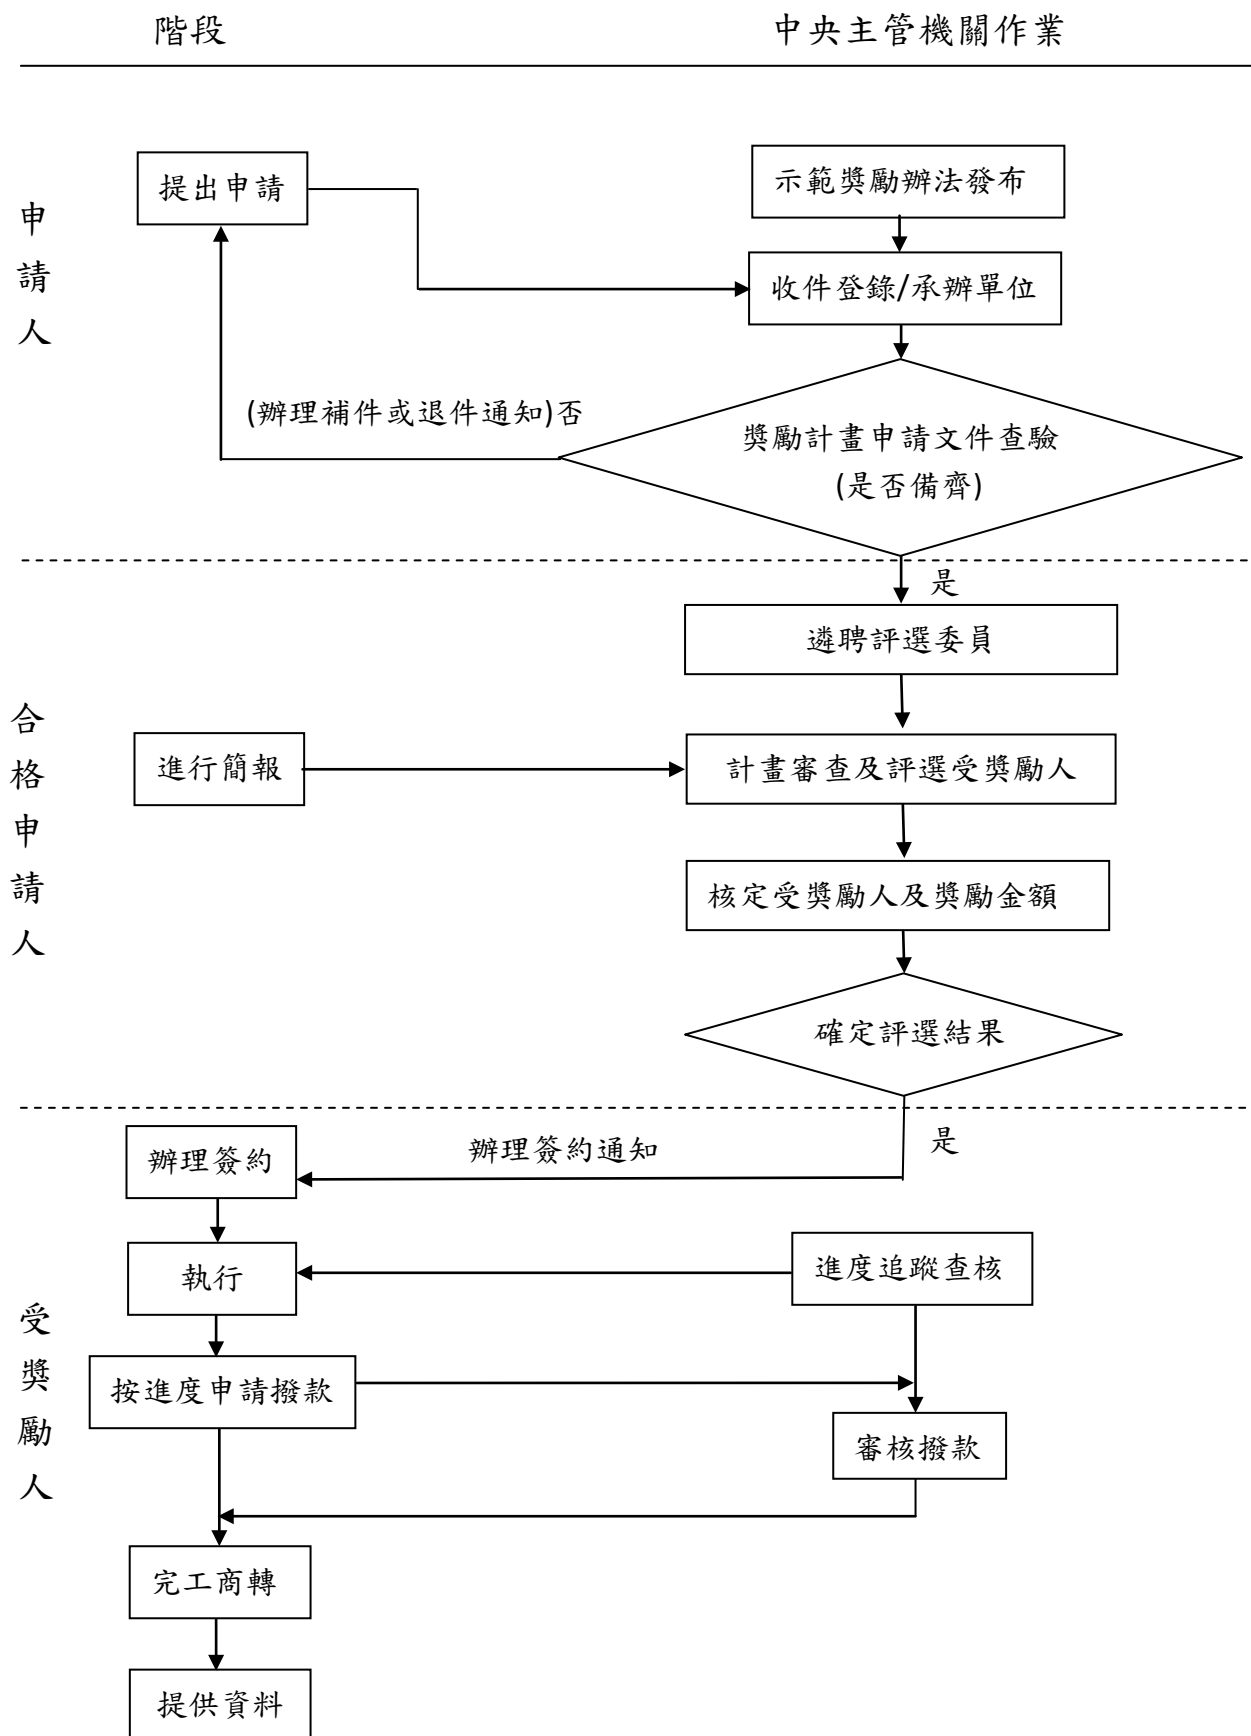 階段
中央主管機關作業
申請人
提出申請
示範獎勵辦法發布
收件登錄/承辦單位
(辦理補件或退件通知)否
獎勵計畫申請文件查驗
(是否備齊)
是
遴聘評選委員
合格申請人
進行簡報
計畫審查及評選受獎勵人
核定受獎勵人及獎勵金額
確定評選結果
是
辦理簽約
辦理簽約通知
執行
進度追蹤查核
受獎勵人
按進度申請撥款
審核撥款
完工商轉
提供資料